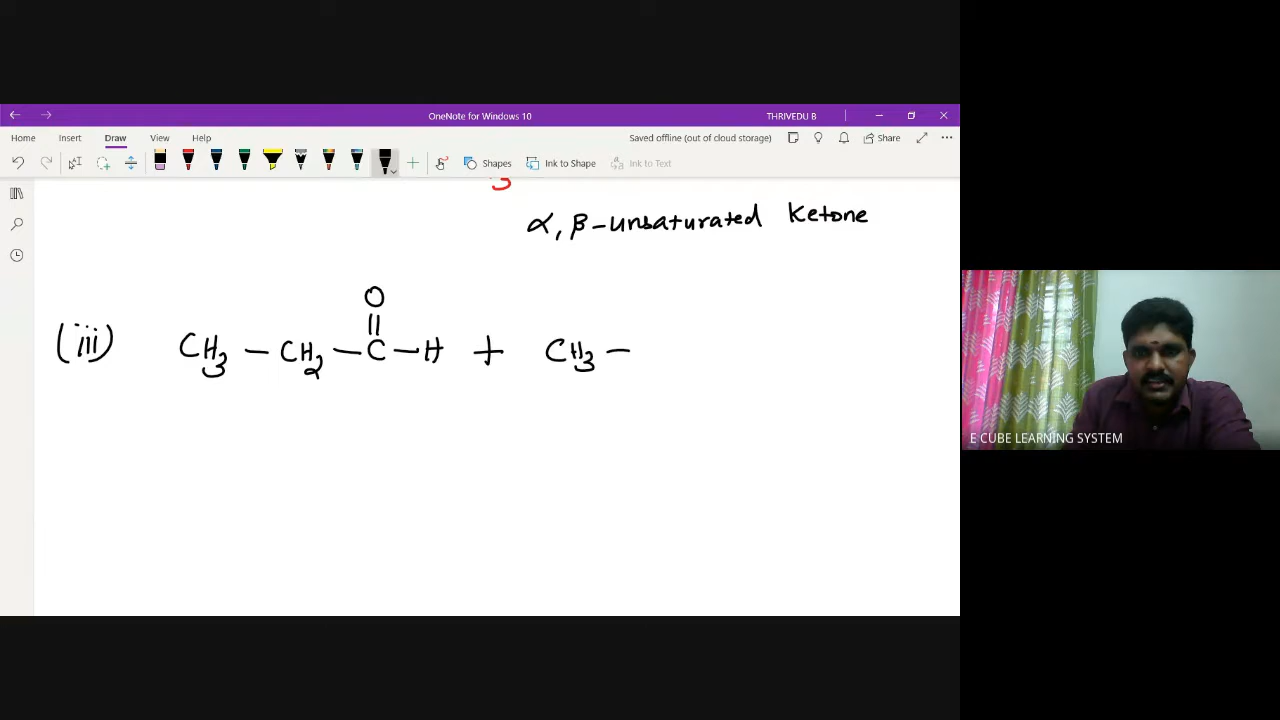 OneNote for Windows 10
THRIVEDU B
Home Insert Draw View Help
Saved offline (out of cloud storage)
Share
Shapes Ink to Shape Ink to Text
3
α, β-unsaturated Ketone
O
(iii) CH3 — CH2 — C — H + CH3 —
E CUBE LEARNING SYSTEM